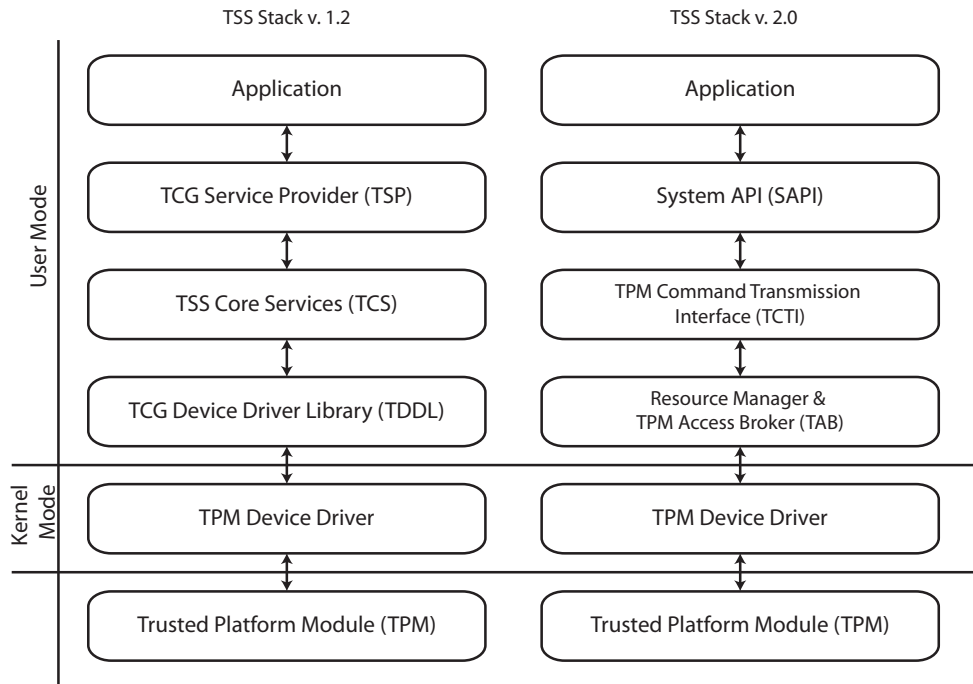 TSS Stack v. 1.2
TSS Stack v. 2.0
User Mode
Application
Application
TCG Service Provider (TSP)
System API (SAPI)
TSS Core Services (TCS)
TPM Command Transmission
Interface (TCTI)
TCG Device Driver Library (TDDL)
Resource Manager &
TPM Access Broker (TAB)
Kernel
Mode
TPM Device Driver
TPM Device Driver
Trusted Platform Module (TPM)
Trusted Platform Module (TPM)